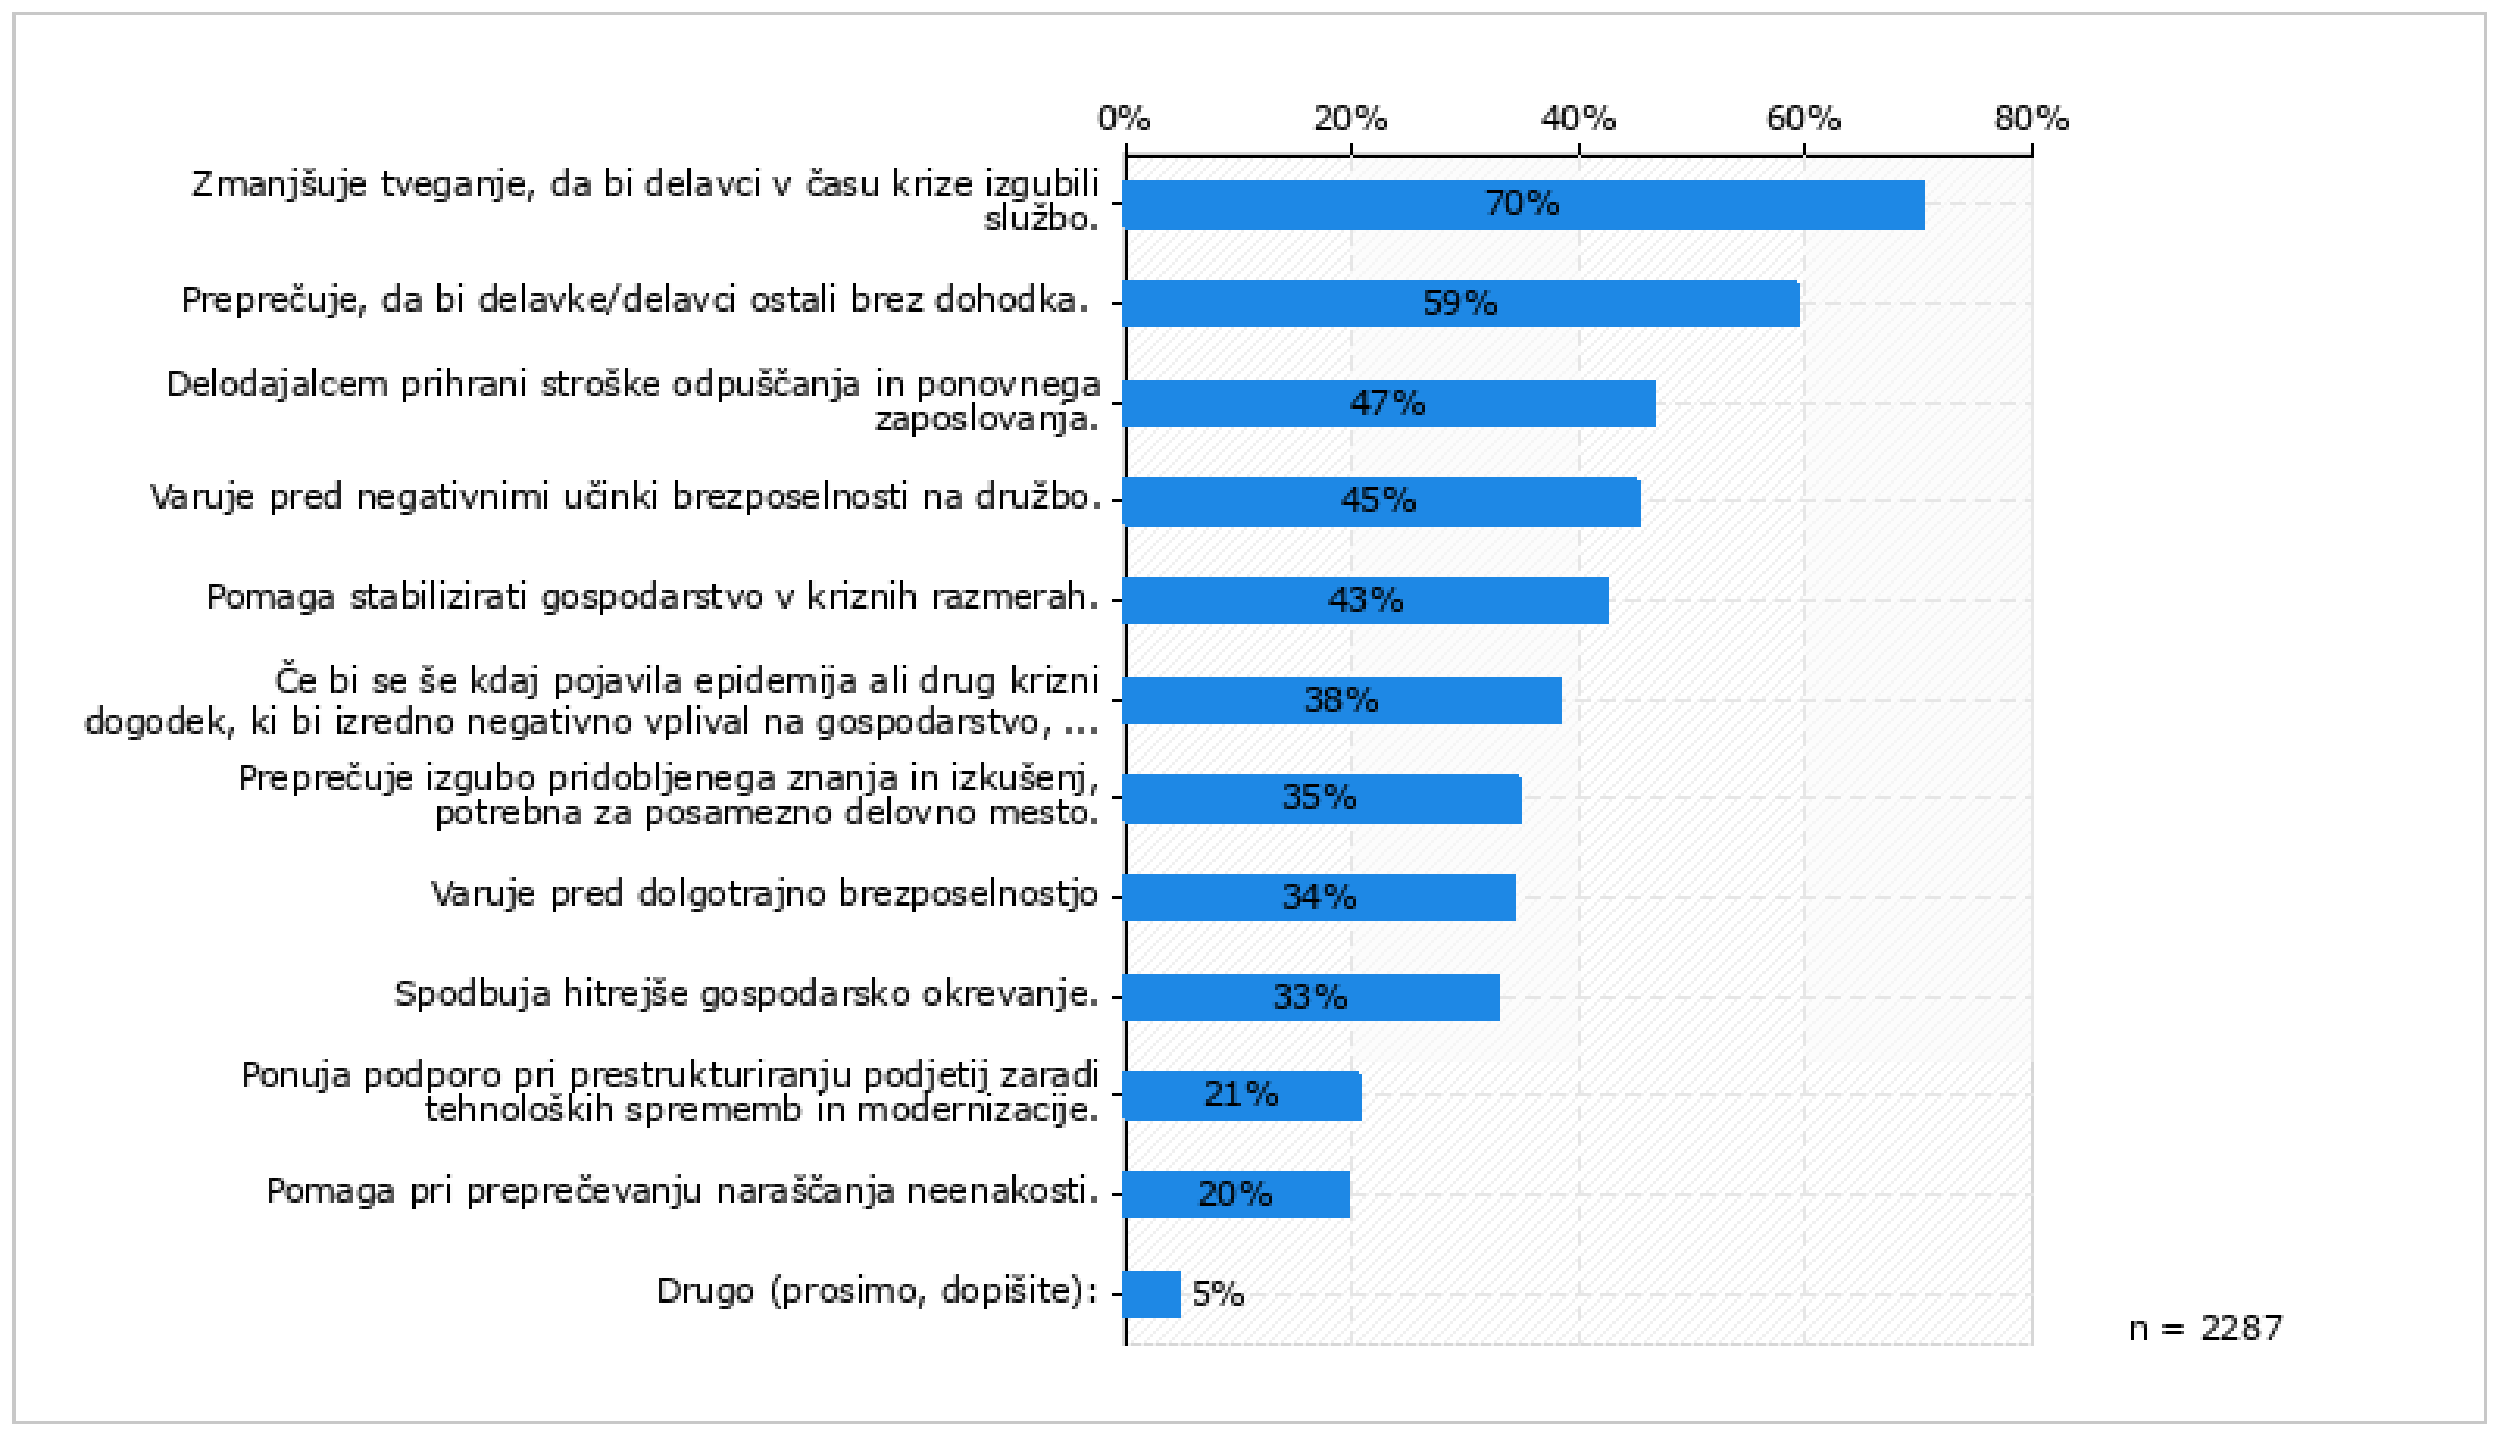 0% 20% 40% 60% 80%
Zmanjšuje tveganje, da bi delavci v času krize izgubili
službo.
70%
Preprečuje, da bi delavke/delavci ostali brez dohodka.
59%
Delodajalcem prihrani stroške odpuščanja in ponovnega
zaposlovanja.
47%
Varuje pred negativnimi učinki brezposelnosti na družbo.
45%
Pomaga stabilizirati gospodarstvo v kriznih razmerah.
43%
Če bi se še kdaj pojavila epidemija ali drug krizni
dogodek, ki bi izredno negativno vplival na gospodarstvo, ...
38%
Preprečuje izgubo pridobljenega znanja in izkušenj,
potrebna za posamezno delovno mesto.
35%
Varuje pred dolgotrajno brezposelnostjo
34%
Spodbuja hitrejše gospodarsko okrevanje.
33%
Ponuja podporo pri prestrukturiranju podjetij zaradi
tehnoloških sprememb in modernizacije.
21%
Pomaga pri preprečevanju naraščanja neenakosti.
20%
Drugo (prosimo, dopišite):
5%
n = 2287